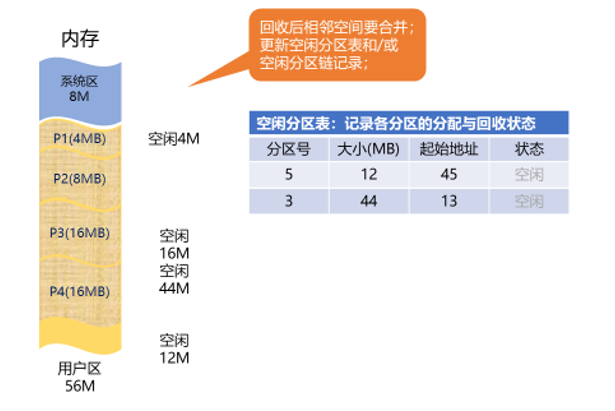 回收后相邻空间要合并；
更新空闲分区表和/或
空闲分区链记录；
内存
系统区
8M
P1(4MB)
P2(8MB)
P3(16MB)
P4(16MB)
用户区
56M
空闲4M
空闲
16M
空闲
44M
空闲
12M
空闲分区表：记录各分区的分配与回收状态
分区号 大小(MB) 起始地址 状态
5 12 45 空闲
3 44 13 空闲